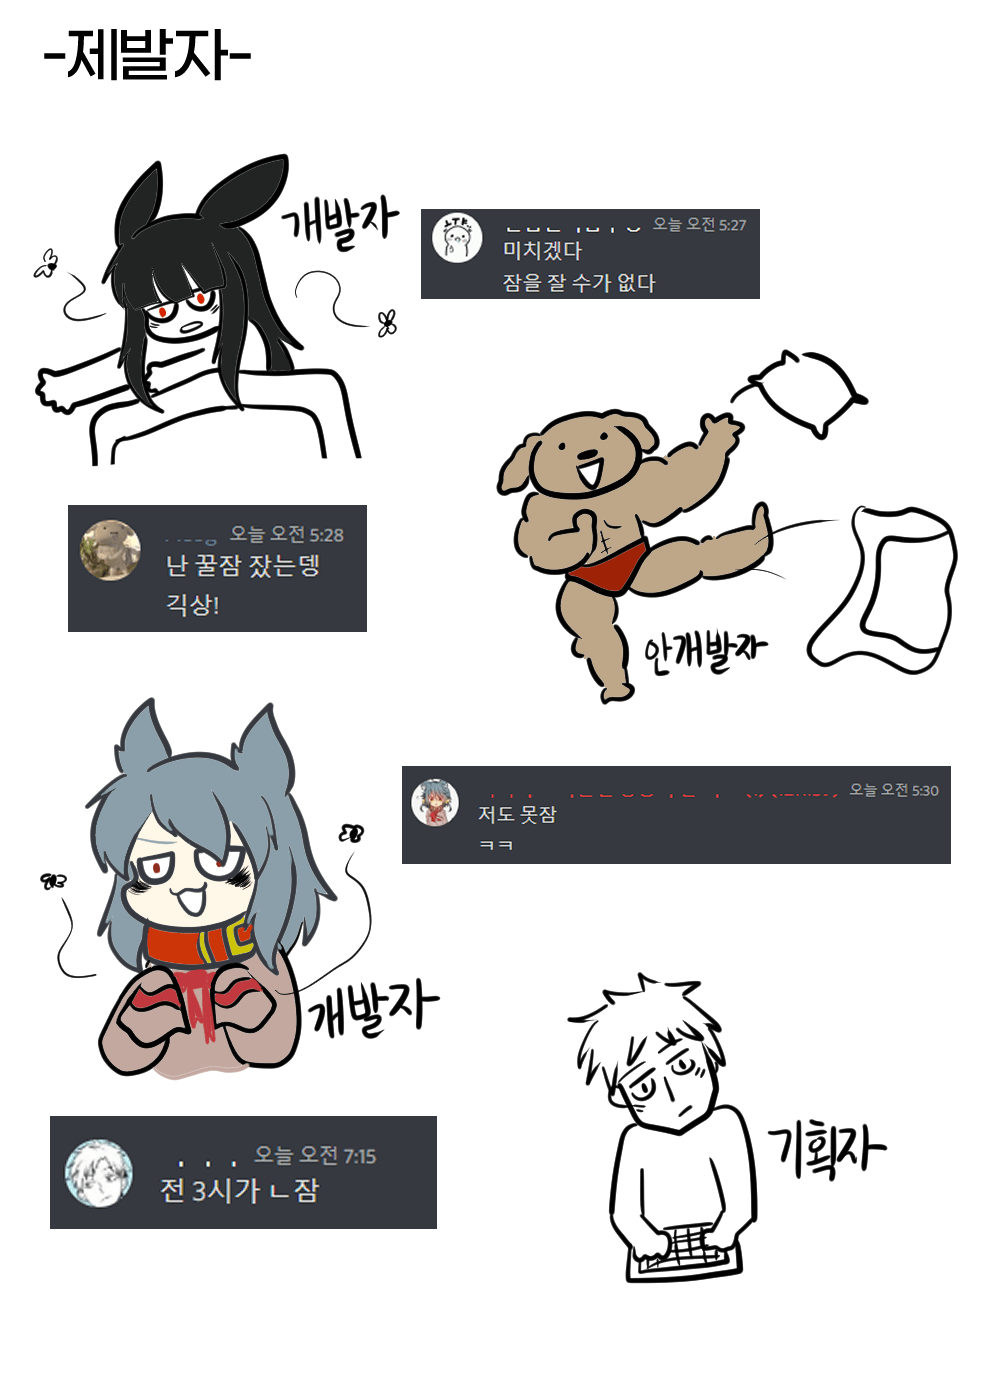 -제발자-
개발자
오늘 오전 5:27
미치겠다
잠을 잘 수가 없다
오늘 오전 5:28
난 꿀잠 잤는뎅
긱상!
안개발자
오늘 오전 5:30
저도 못잠
ㅋㅋ
개발자
오늘 오전 7:15
전 3시가 ㄴ잠
기획자